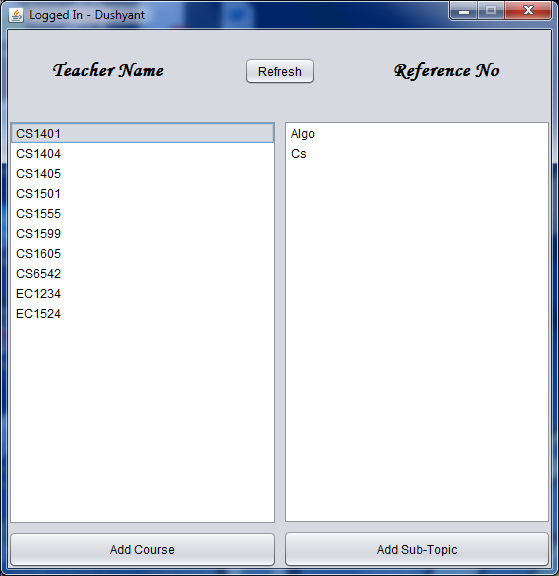 Logged In - Dushyant
Teacher Name
Refresh
Reference No
CS1401
CS1404
CS1405
CS1501
CS1555
CS1599
CS1605
CS6542
EC1234
EC1524
Algo
Cs
Add Course
Add Sub-Topic